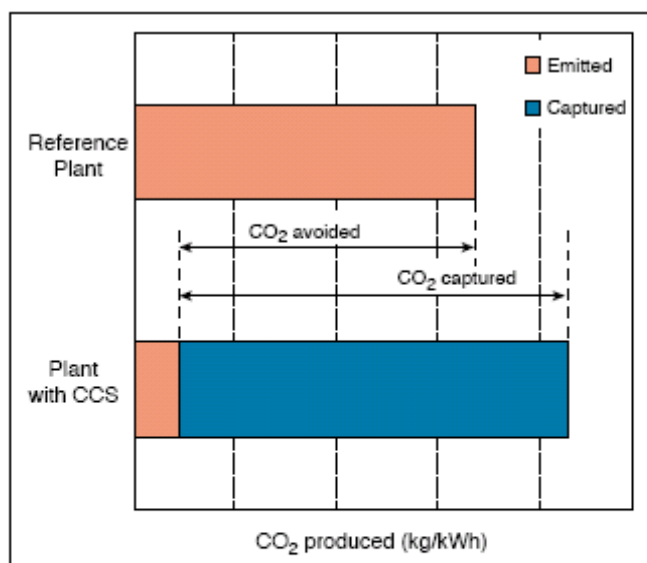 Emitted
Captured
Reference
Plant
CO₂ avoided
CO₂ captured
Plant
with CCS
CO₂ produced (kg/kWh)